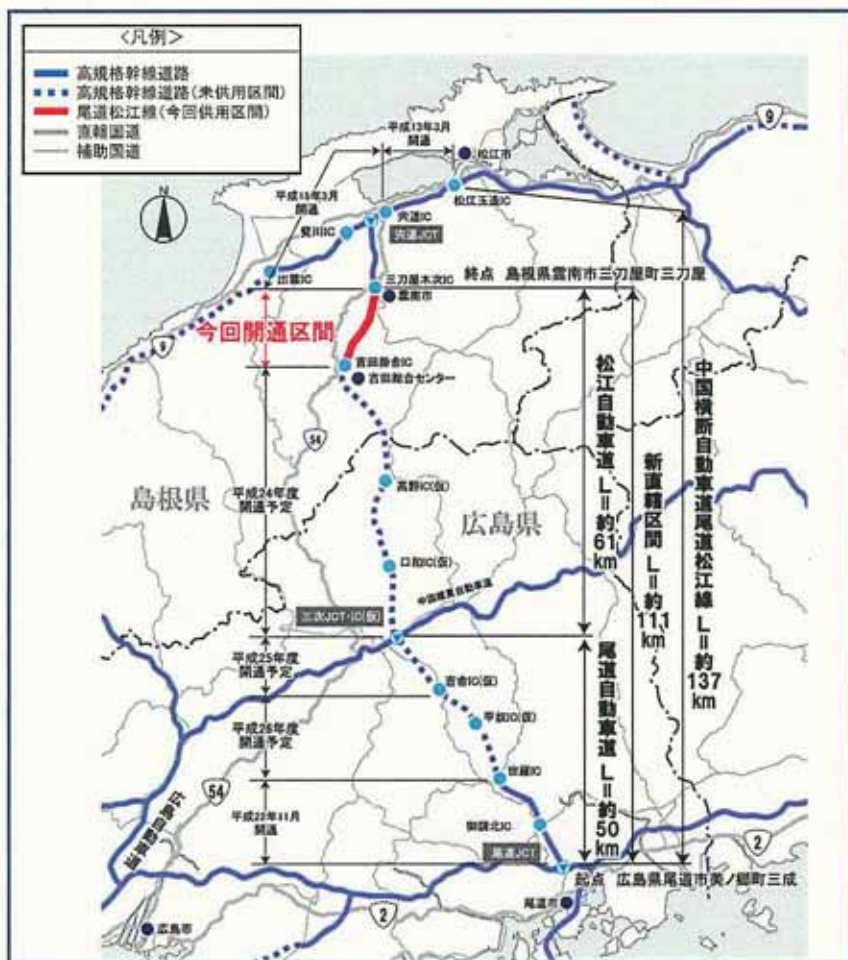 ＜凡例＞
高規格幹線道路
高規格幹線道路(未供用区間)
尾道松江線(今回供用区間)
直轄国道
補助国道
N
平成13年3月
開通
9
松江市
平成15年3月
開通
宍道IC
松江玉造IC
斐川IC
宍道JCT
出雲IC
三刀屋木次IC
雲南市
終点 島根県雲南市三刀屋町三刀屋
今回開通区間
9
吉田掛合IC
吉田総合センター
54
松江自動車道 L=約61km
新直轄区間 L=約111km
中国横断自動車道尾道松江線 L=約137km
高野IC(仮)
平成24年度
開通予定
島根県
広島県
口和IC(仮)
中国縦貫自動車道
三次JCT・IC(仮)
平成25年度
開通予定
吉舎IC(仮)
甲奴IC(仮)
平成26年度
開通予定
尾道自動車道 L=約50km
世羅IC
54
広島自動車道
平成22年11月
開通
御調北IC
尾道JCT
2
起点 広島県尾道市美ノ郷町三成
尾道市
2
広島市